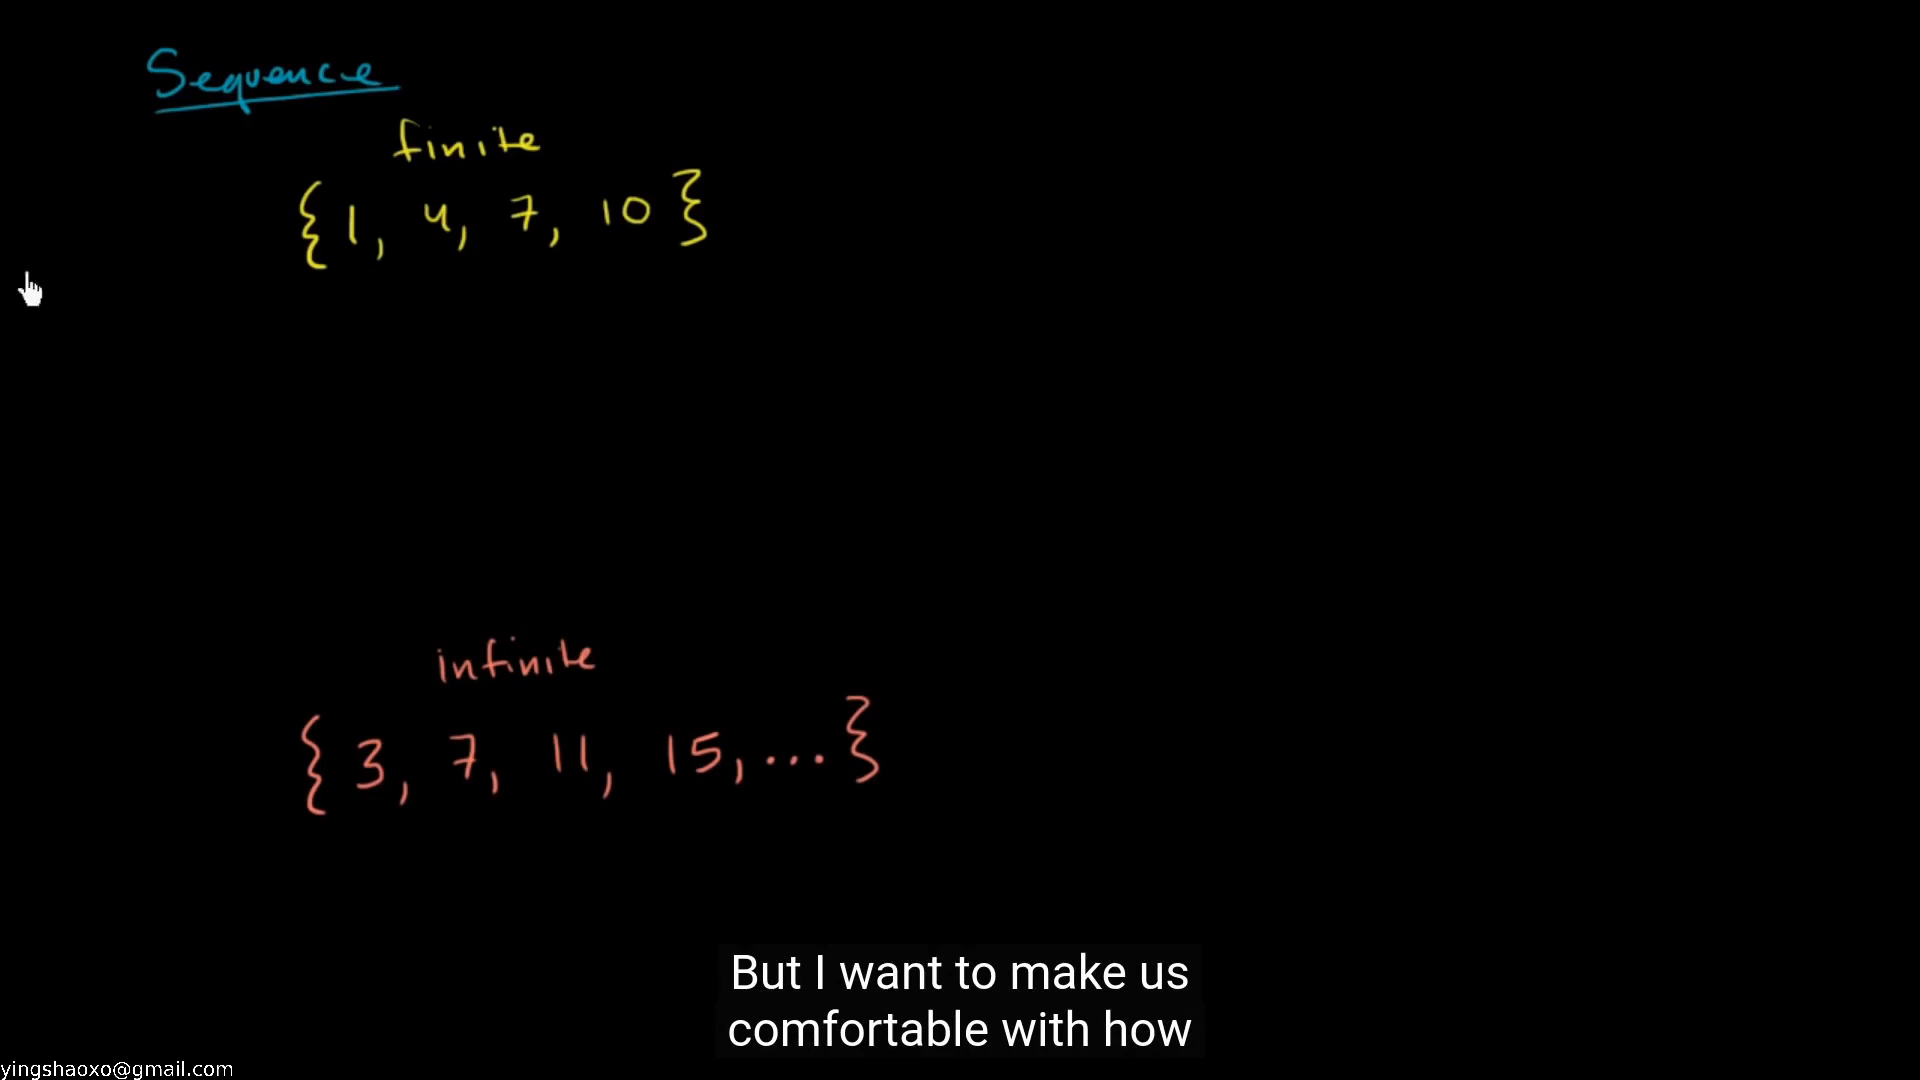 Sequence
finite
{1, 4, 7, 10}
infinite
{3, 7, 11, 15, ...}
But I want to make us
comfortable with how
yingshaoxo@gmail.com